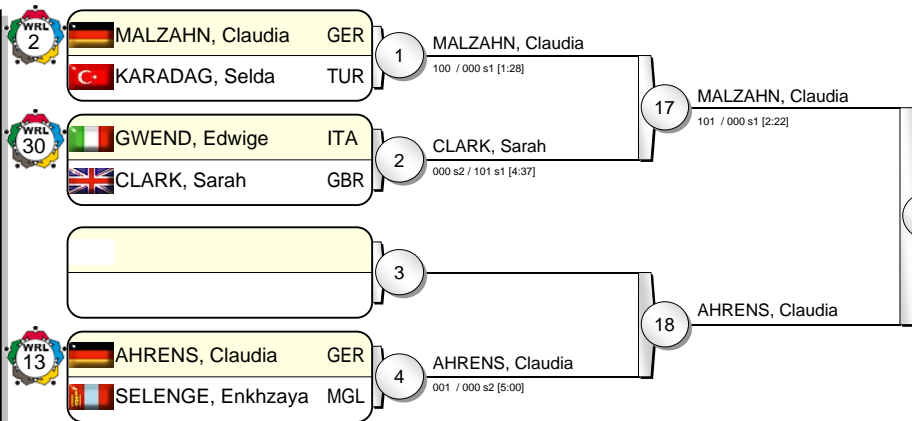 WRL
2
MALZAHN, Claudia GER
KARADAG, Selda TUR
1
MALZAHN, Claudia
100 / 000 s1 [1:28]
WRL
30
GWEND, Edwige ITA
CLARK, Sarah GBR
2
CLARK, Sarah
000 s2 / 101 s1 [4:37]
17
MALZAHN, Claudia
101 / 000 s1 [2:22]
3
WRL
13
AHRENS, Claudia GER
SELENGE, Enkhzaya MGL
4
AHRENS, Claudia
001 / 000 s2 [5:00]
18
AHRENS, Claudia